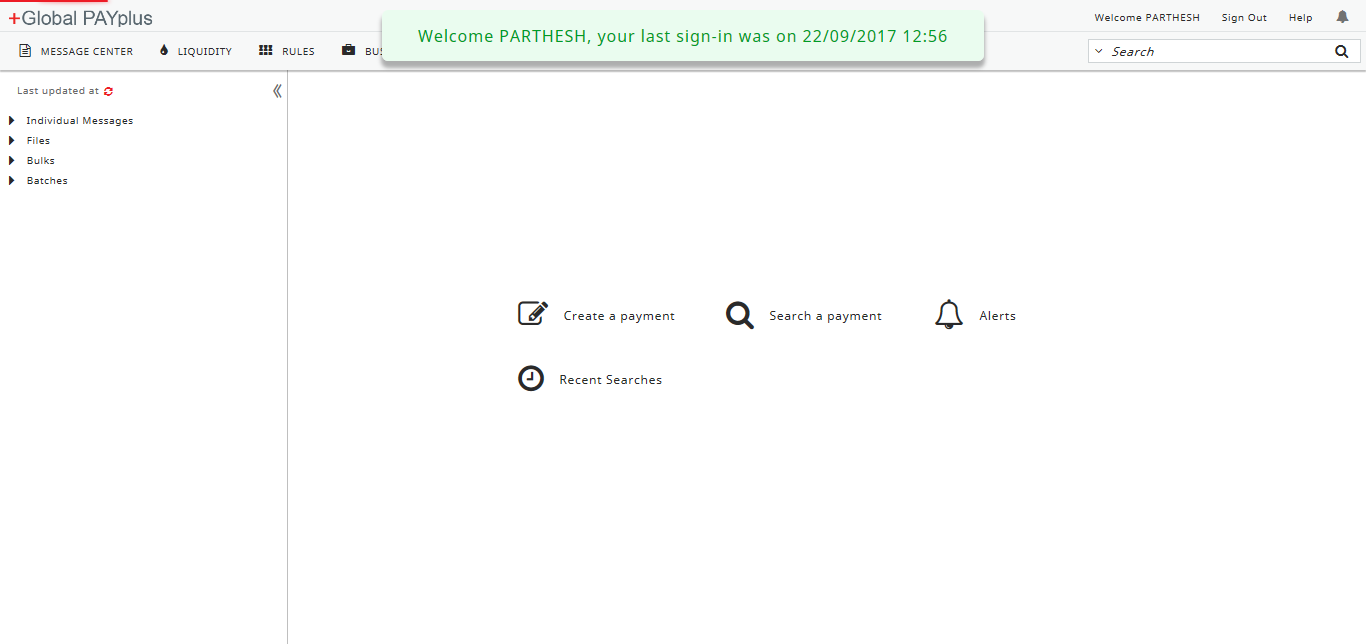 +Global PAYplus
Welcome PARTHESH Sign Out Help
Welcome PARTHESH, your last sign-in was on 22/09/2017 12:56
MESSAGE CENTER LIQUIDITY RULES
Search
Last updated at
Individual Messages
Files
Bulks
Batches
Create a payment Search a payment Alerts
Recent Searches